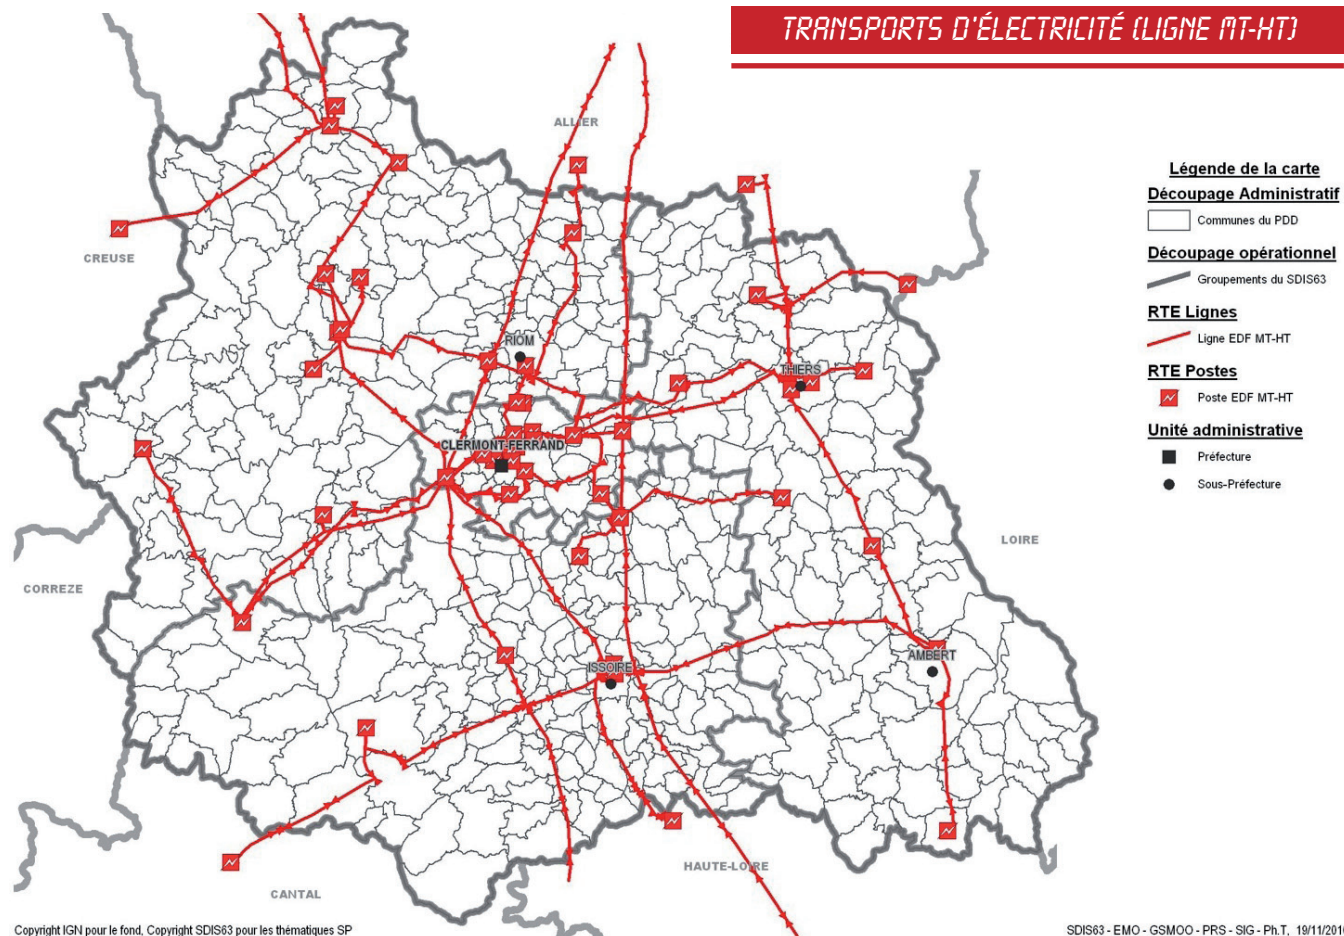 TRANSPORTS D'ÉLECTRICITÉ (LIGNE MT-HT)
ALLIER
CREUSE
RIOM
THIERS
CLERMONT-FERRAND
CORREZE
LOIRE
ISSOIRE
AMBERT
HAUTE-LOIRE
CANTAL
Légende de la carte
Découpage Administratif
Communes du PDD
Découpage opérationnel
Groupements du SDIS63
RTE Lignes
Ligne EDF MT-HT
RTE Postes
Poste EDF MT-HT
Unité administrative
Préfecture
Sous-Préfecture
Copyright IGN pour le fond, Copyright SDIS63 pour les thématiques SP
SDIS63 - EMO - GSMOO - PRS - SIG - Ph.T,